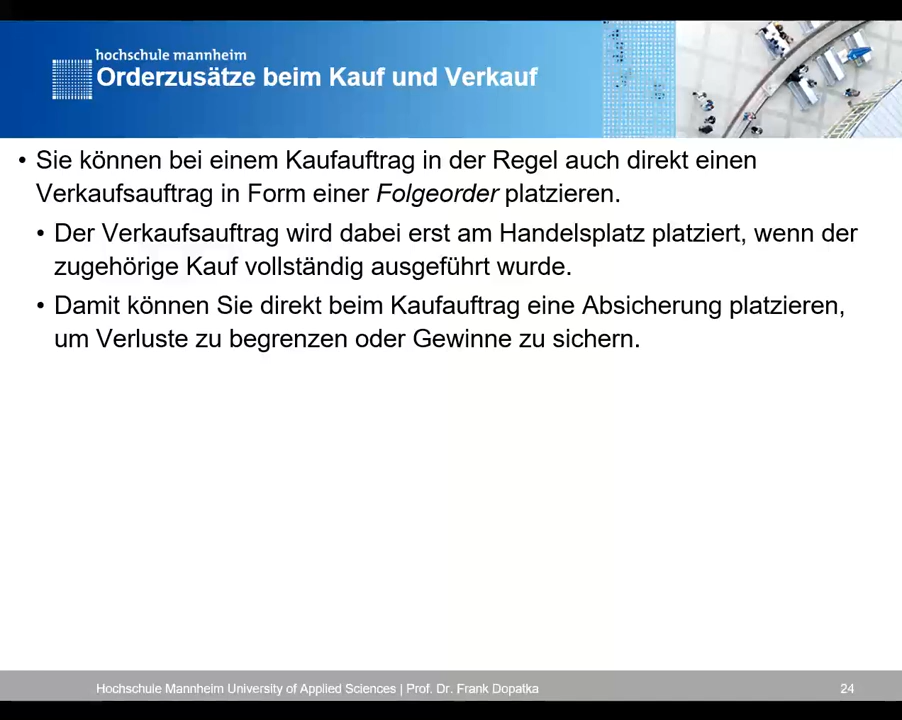 hochschule mannheim
Orderzusätze beim Kauf und Verkauf
• Sie können bei einem Kaufauftrag in der Regel auch direkt einen
Verkaufsauftrag in Form einer Folgeorder platzieren.
• Der Verkaufsauftrag wird dabei erst am Handelsplatz platziert, wenn der
zugehörige Kauf vollständig ausgeführt wurde.
• Damit können Sie direkt beim Kaufauftrag eine Absicherung platzieren,
um Verluste zu begrenzen oder Gewinne zu sichern.
Hochschule Mannheim University of Applied Sciences | Prof. Dr. Frank Dopatka 24